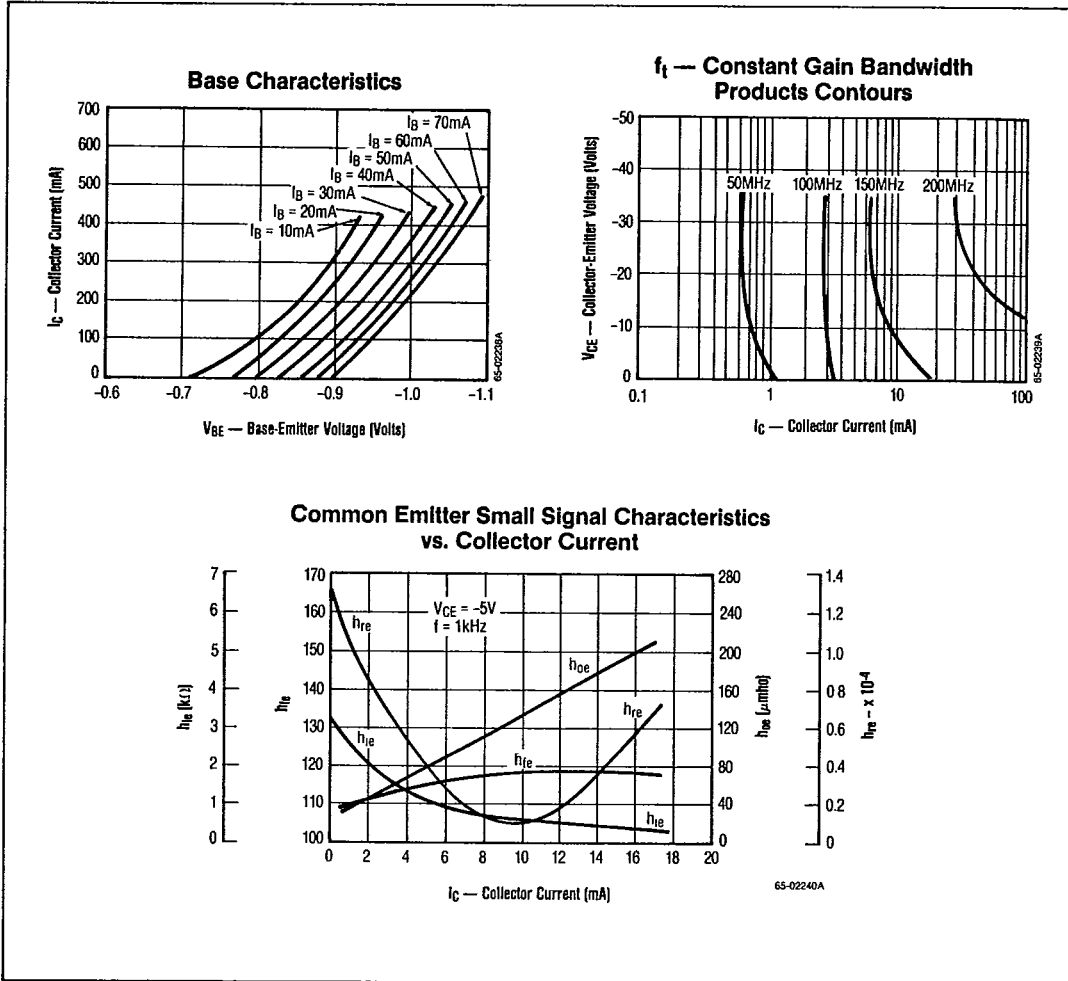 Base Characteristics
700
600
500
400
300
200
100
0
IC — Collector Current (mA)
IB = 70mA
IB = 60mA
IB = 50mA
IB = 40mA
IB = 30mA
IB = 20mA
IB = 10mA
–0.6
–0.7
–0.8
–0.9
–1.0
–1.1
VBE — Base-Emitter Voltage (Volts)
65-02238A
ft — Constant Gain Bandwidth
Products Contours
–50
–40
–30
–20
–10
0
VCE — Collector-Emitter Voltage (Volts)
50MHz
100MHz
150MHz
200MHz
0.1
1
10
100
IC — Collector Current (mA)
65-02239A
Common Emitter Small Signal Characteristics
vs. Collector Current
7
6
5
4
3
2
1
0
hie (kΩ)
170
160
150
140
130
120
110
100
hfe
VCE = –5V
f = 1kHz
hre
hoe
hre
hie
hfe
hie
280
240
200
160
130
80
40
0
hoe (μmho)
1.4
1.2
1.0
0.8
0.6
0.4
0.2
0
hre – x 10-4
0
2
4
6
8
10
12
14
16
18
20
IC — Collector Current (mA)
65-02240A